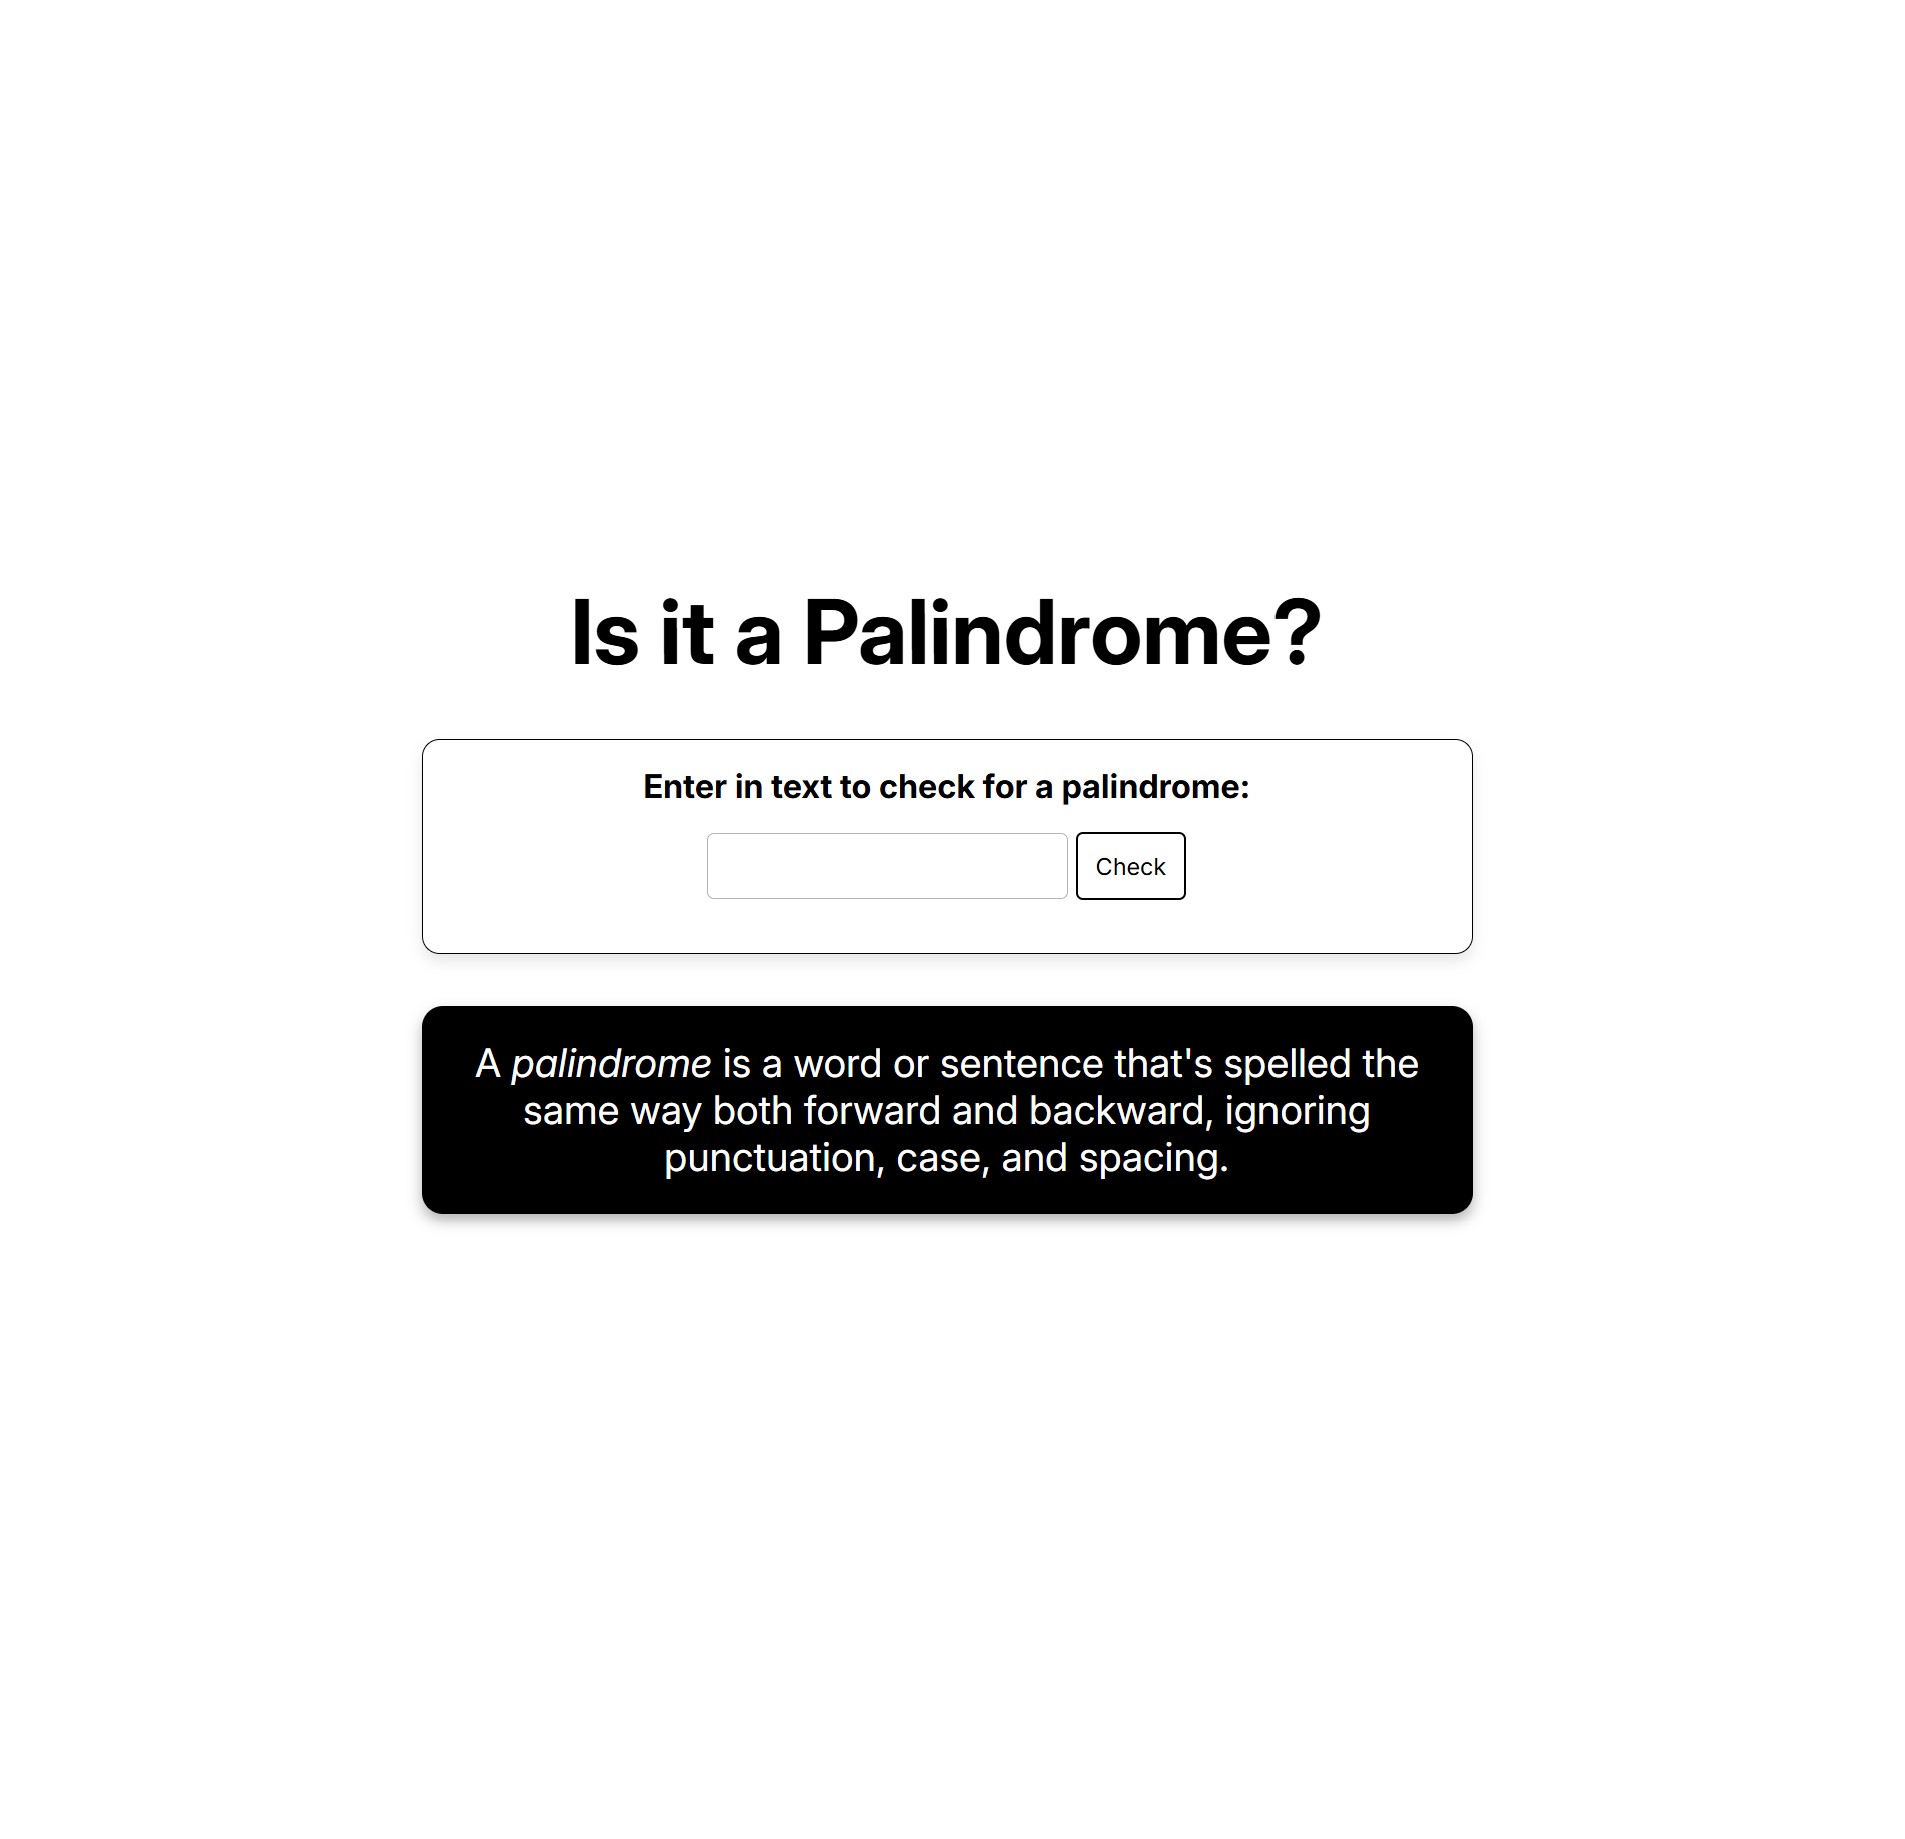 Is it a Palindrome?
Enter in text to check for a palindrome:
Check
A palindrome is a word or sentence that's spelled the
same way both forward and backward, ignoring
punctuation, case, and spacing.